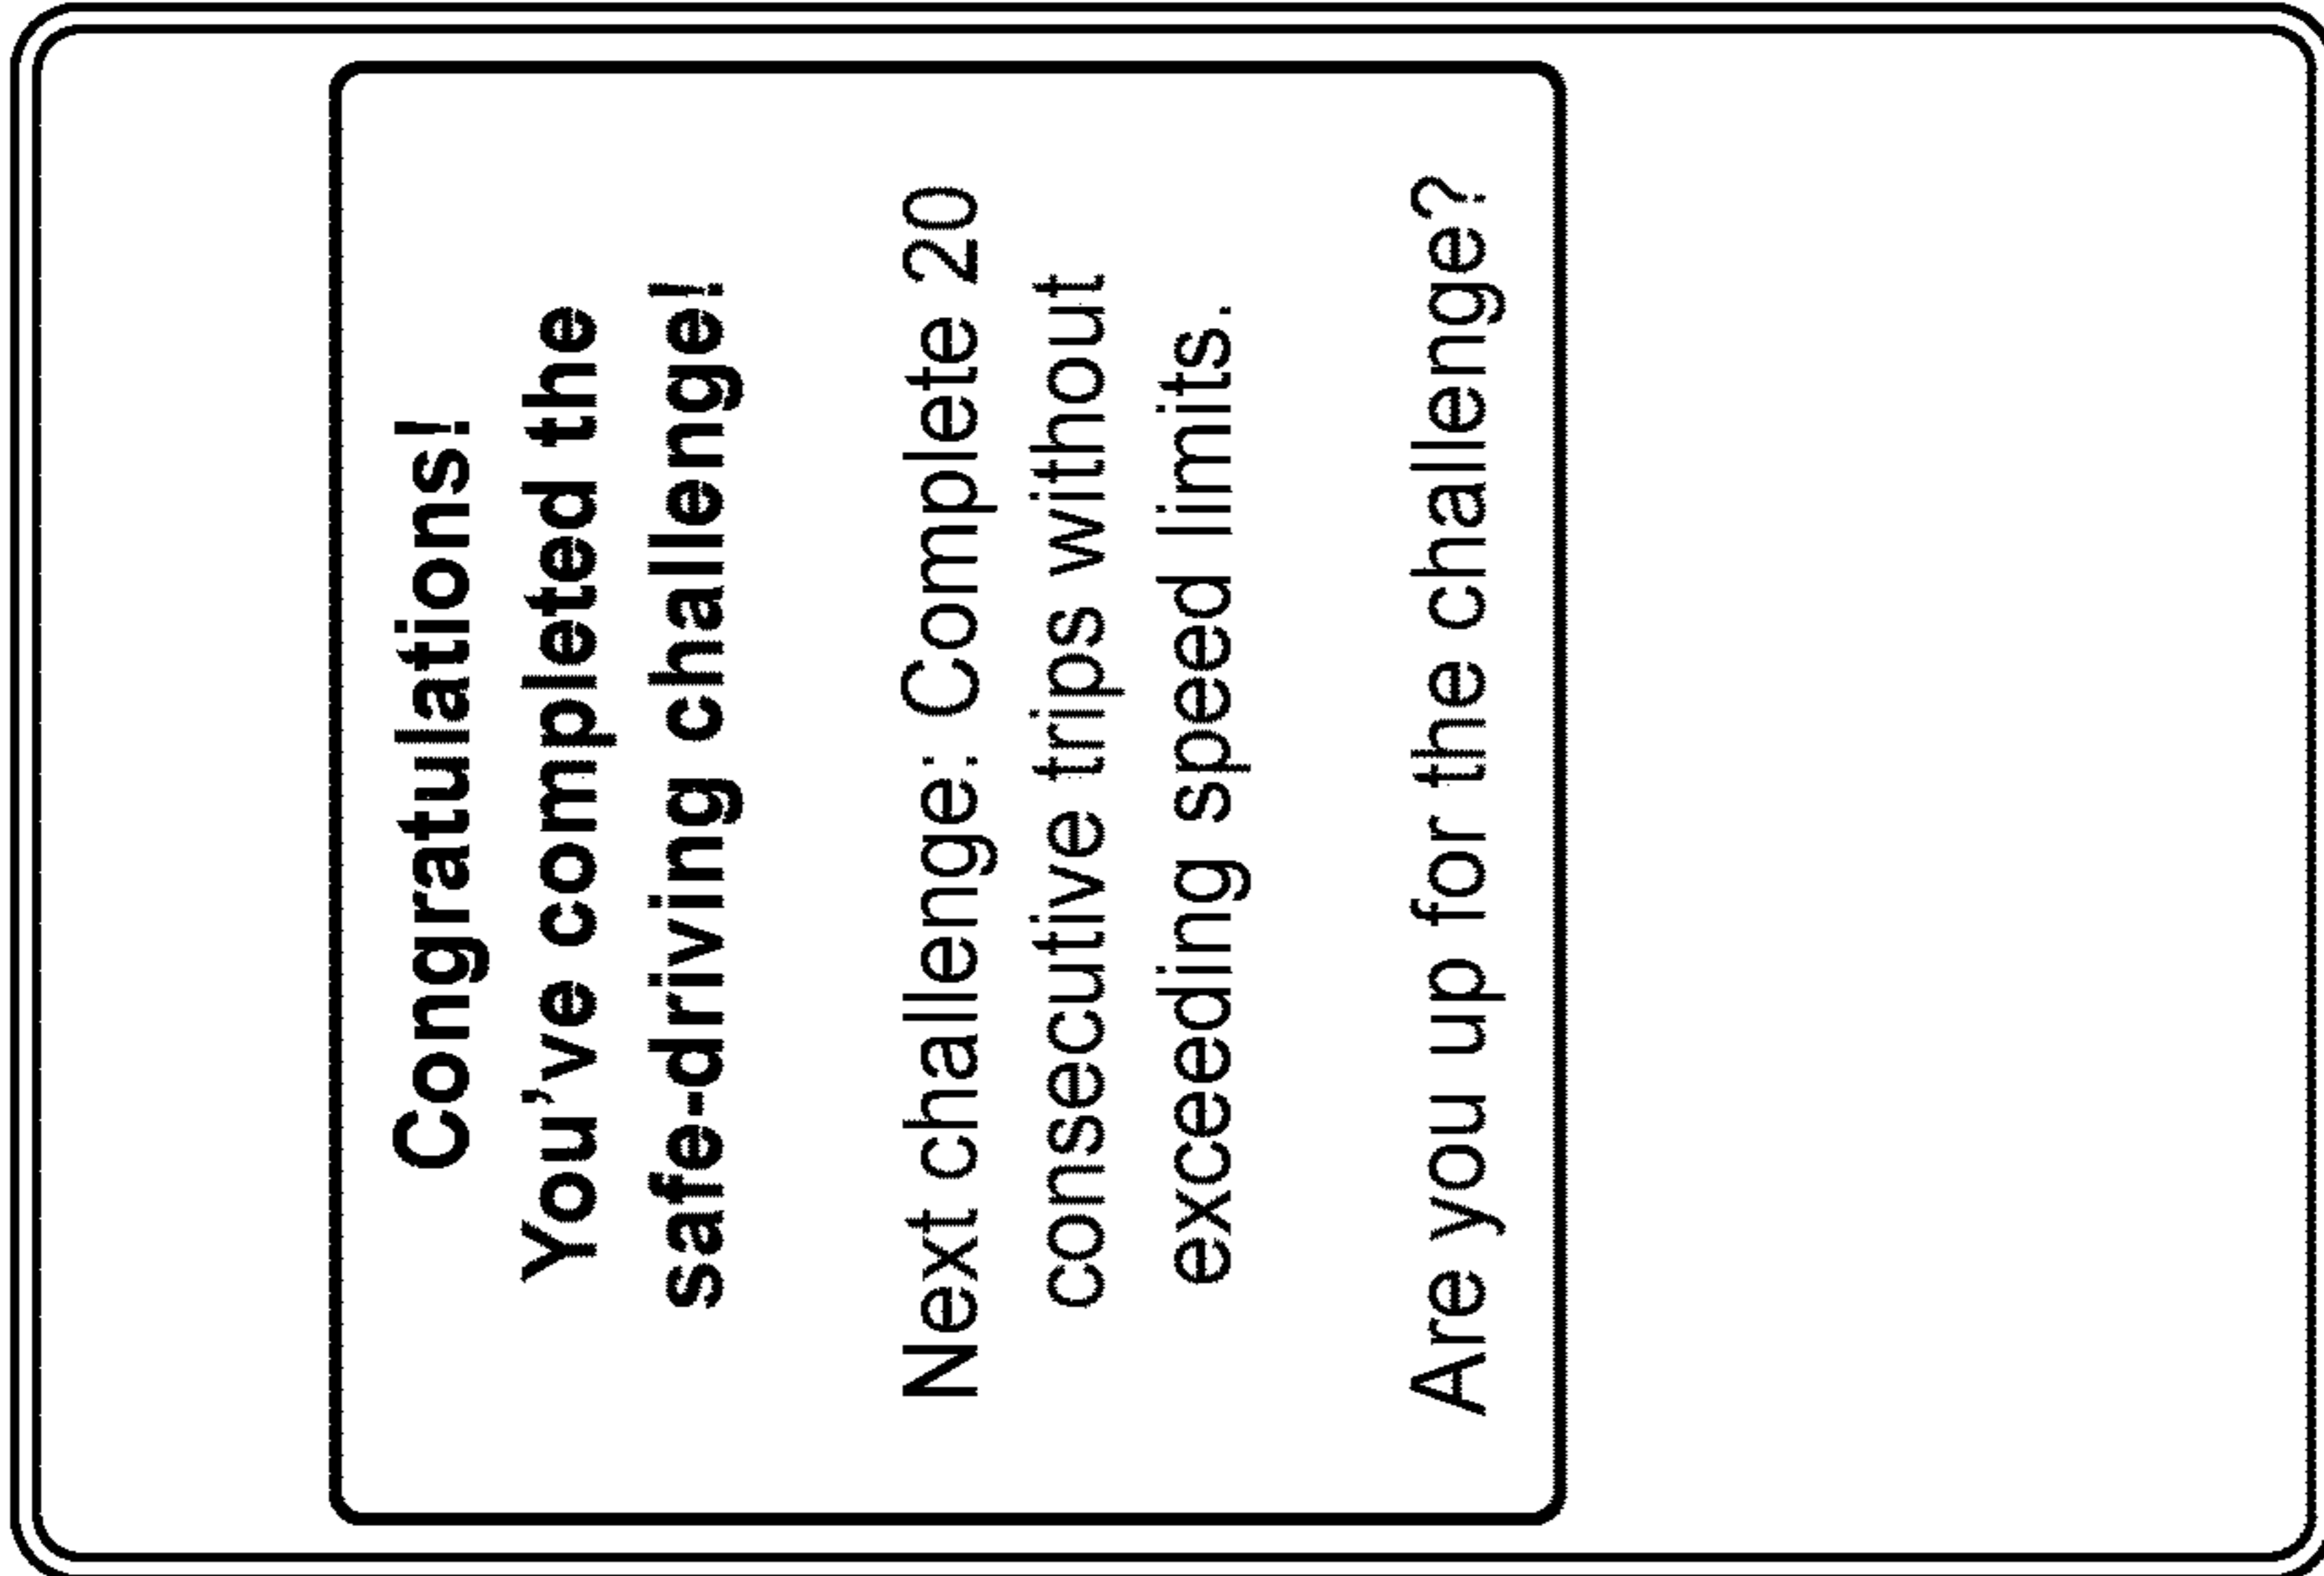 Congratulations!
You've completed the
safe-driving challenge!
Next challenge: Complete 20
consecutive trips without
exceeding speed limits.
Are you up for the challenge?